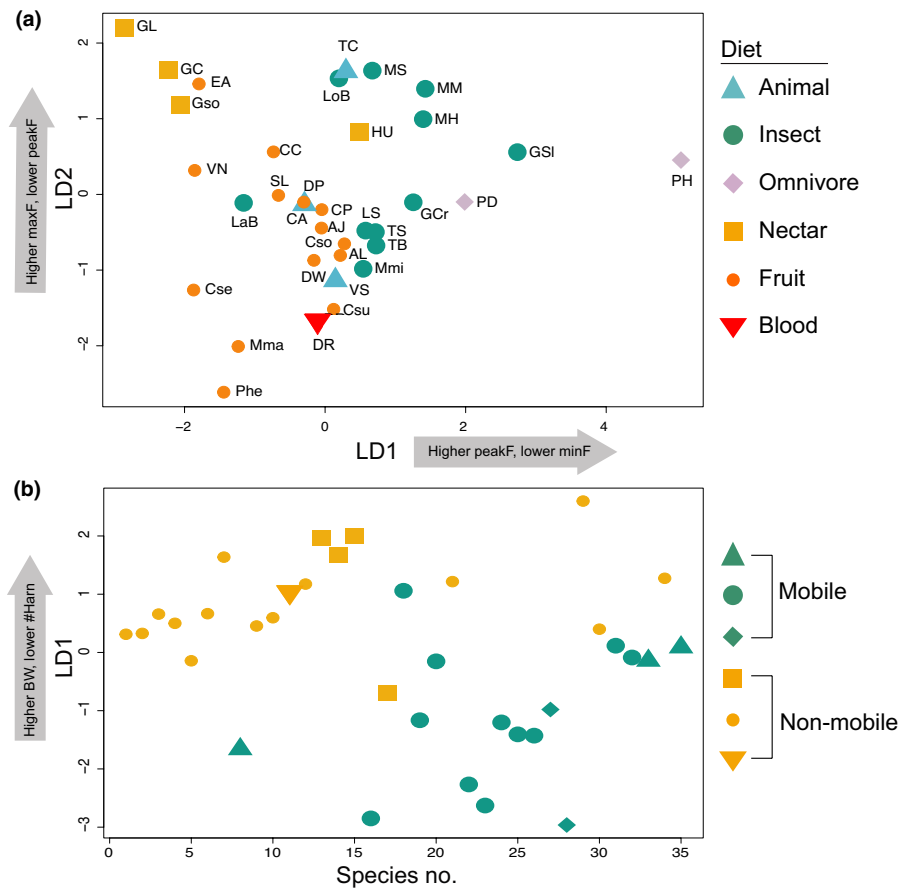 (a)
GL
TC
GC
EA
MS
LoB
MM
Gso
MH
HU
CC
GSl
VN
PH
SL
DP
LaB
CA
CP
LS
GCr
PD
AJ
TS
Cso
TB
AL
DW
Mmi
Cse
VS
Csu
Mma
DR
Phe
2
1
0
−1
−2
LD2
Higher maxF, lower peakF
−2
0
2
4
LD1
Higher peakF, lower minF
Diet
Animal
Insect
Omnivore
Nectar
Fruit
Blood
(b)
2
1
0
−1
−2
−3
LD1
Higher BW, lower #Harn
0
5
10
15
20
25
30
35
Species no.
Mobile
Non-mobile